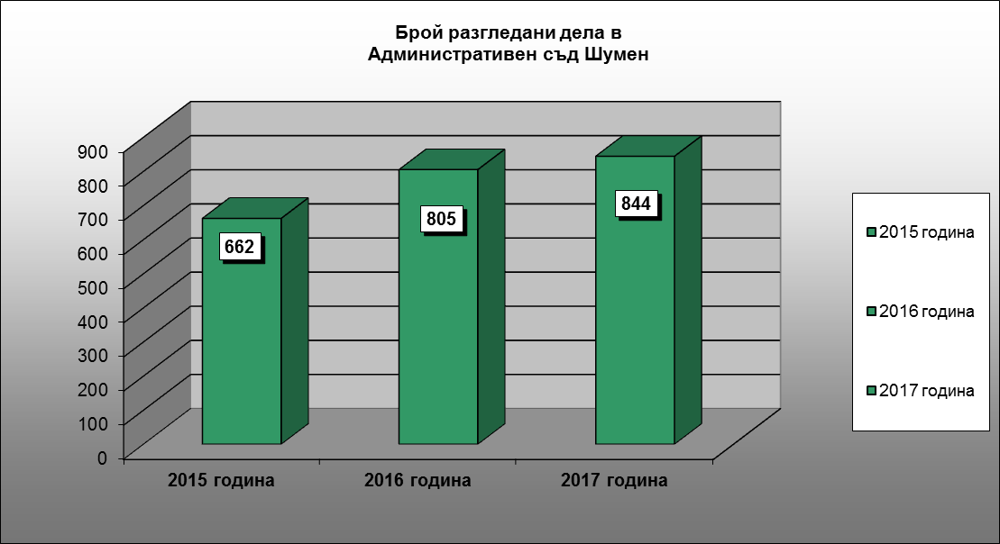 Брой разгледани дела в
Административен съд Шумен
900
800
700
600
500
400
300
200
100
0
662
805
844
2015 година
2016 година
2017 година
2015 година
2016 година
2017 година